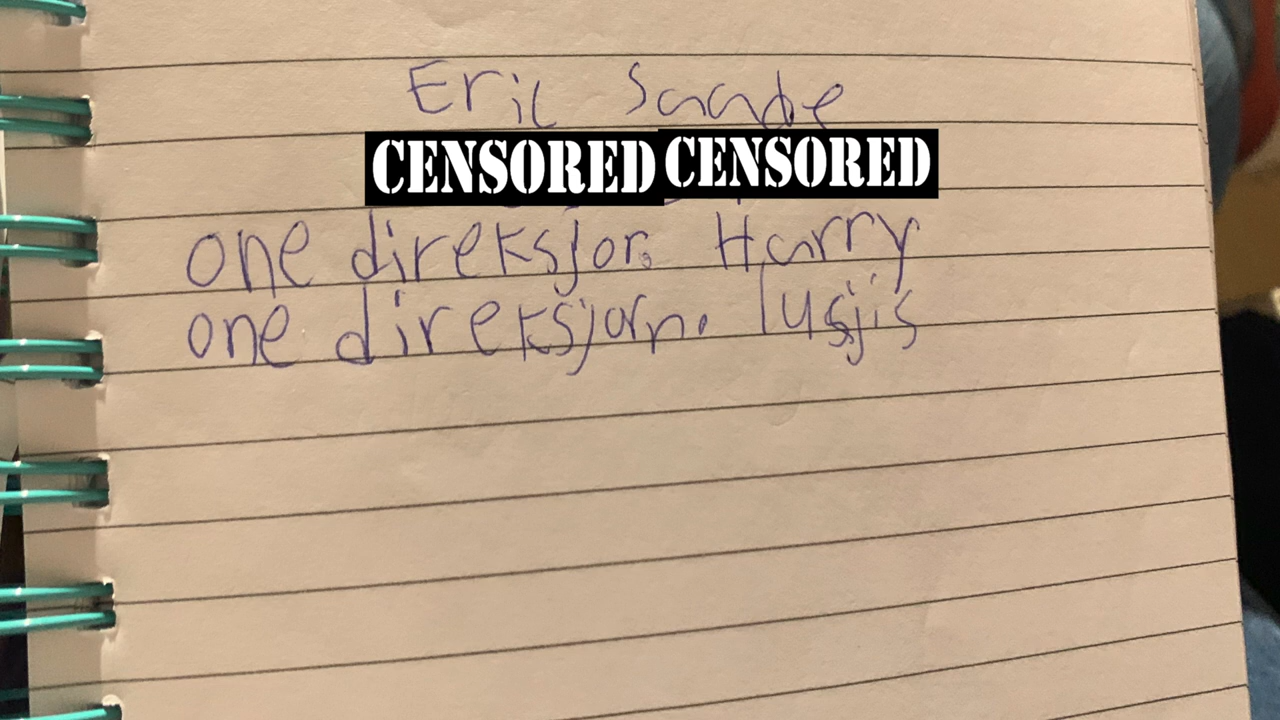 Eric Saade
CENSORED CENSORED
one direksjon. Harry
one direksjorn. lusjis